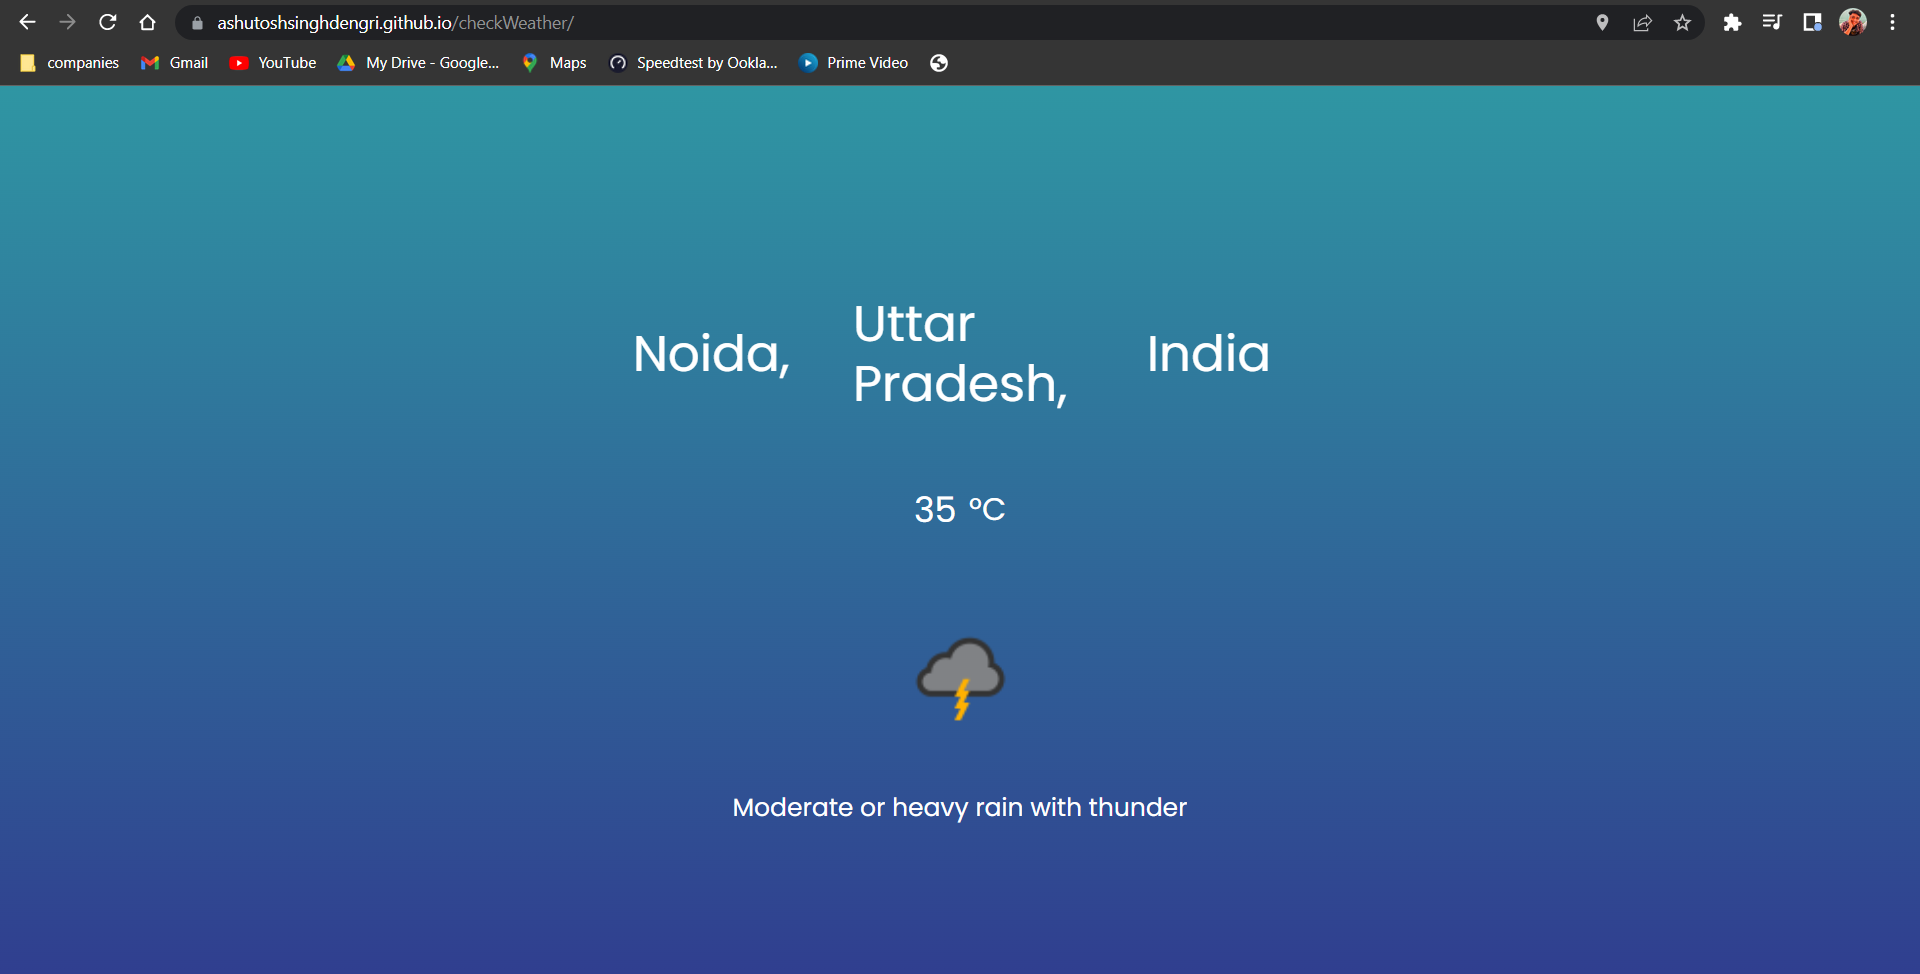 ashutoshsinghdengri.github.io/checkWeather/
companies Gmail YouTube My Drive - Google... Maps Speedtest by Ookla... Prime Video
Noida, Uttar Pradesh, India
35 °C
Moderate or heavy rain with thunder